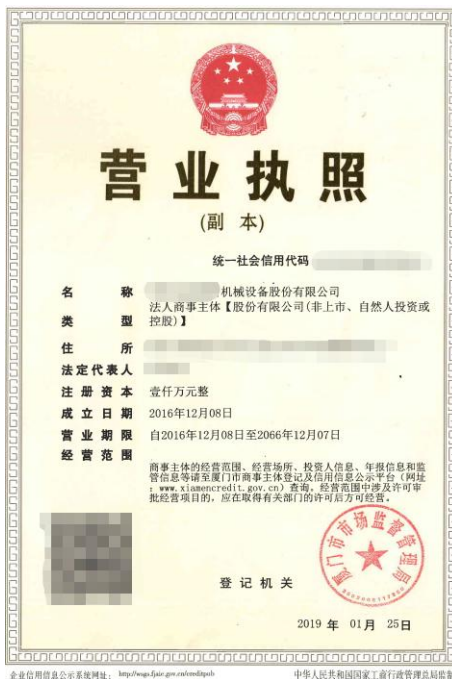 营业执照
(副 本)
统一社会信用代码
名 称 机械设备股份有限公司
类 型 法人商事主体【股份有限公司(非上市、自然人投资或
控股)】
住 所
法定代表人
注 册 资 本 壹仟万元整
成 立 日 期 2016年12月08日
营 业 期 限 自2016年12月08日至2066年12月07日
经 营 范 围
商事主体的经营范围、经营场所、投资人信息、年报信息和监
管信息等请至厦门市商事主体登记及信用信息公示平台(网址
:www.xiamencredit.gov.cn)查询。经营范围中涉及许可审
批经营项目的,应在取得有关部门的许可后方可经营。
厦门市市场监督管理局
登 记 机 关
2019 年 01 月 25 日
企业信用信息公示系统网址: http://wsgs.fjaic.gov.cn/creditpub
中华人民共和国国家工商行政管理总局监制